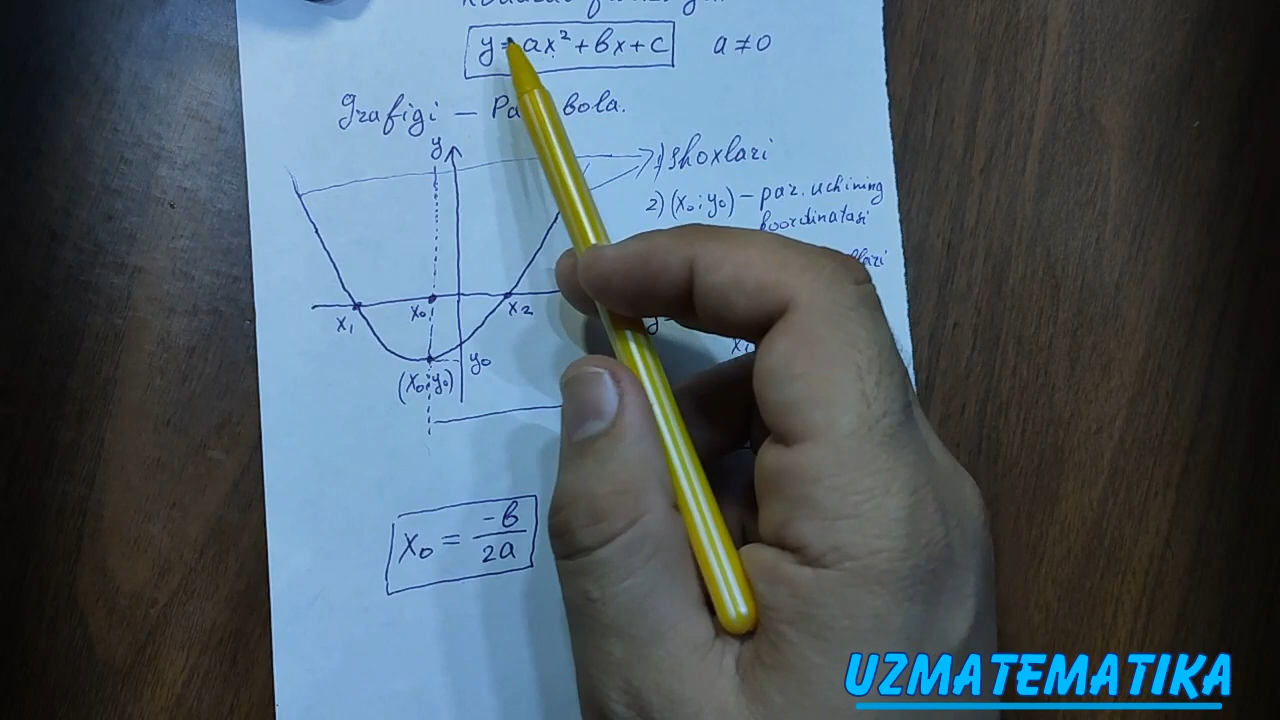 y = ax² + bx + c   a ≠ 0
Grafigi — Pa bola.
y
1) shoxlari
2) (x₀; y₀) — par. uchining
koordinatasi
x₁ x₀ x₂
y₀
(x₀; y₀)
x₀ = -b/2a
UZMATEMATIKA